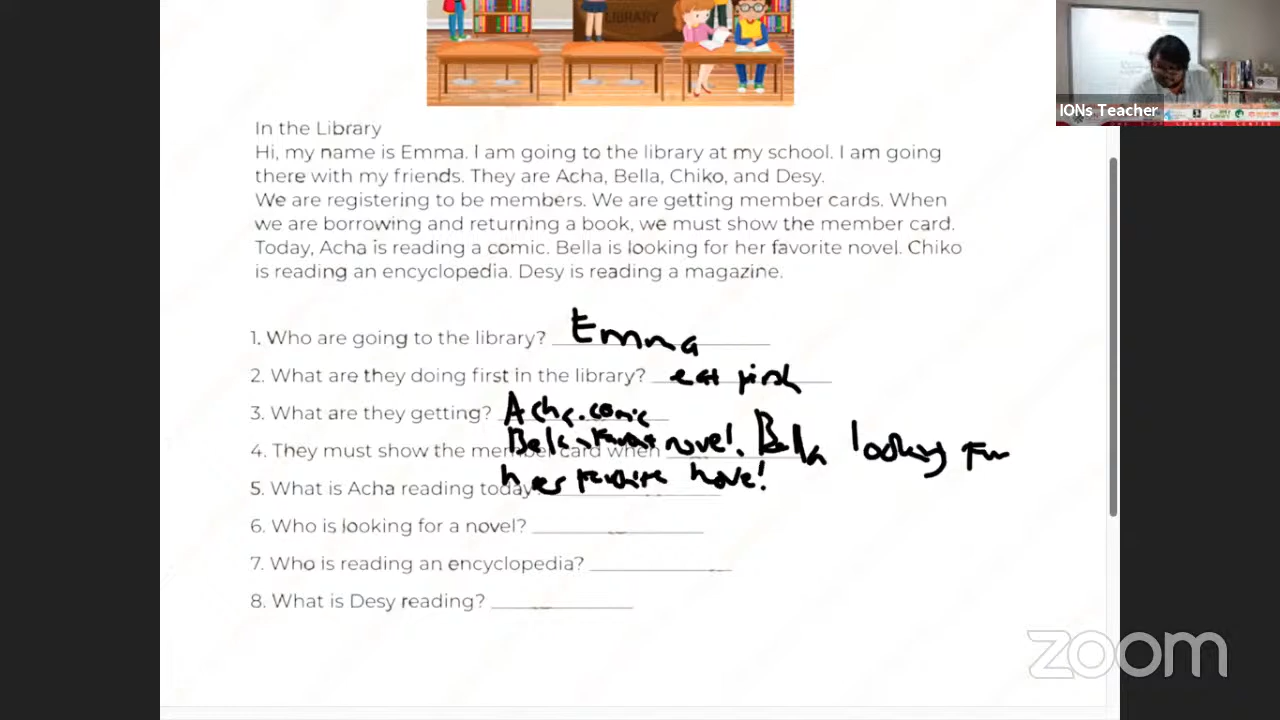 LIBRARY
IONs Teacher
In the Library
Hi, my name is Emma. I am going to the library at my school. I am going
there with my friends. They are Acha, Bella, Chiko, and Desy.
We are registering to be members. We are getting member cards. When
we are borrowing and returning a book, we must show the member card.
Today, Acha is reading a comic. Bella is looking for her favorite novel. Chiko
is reading an encyclopedia. Desy is reading a magazine.
1. Who are going to the library? Emma
2. What are they doing first in the library? eat
3. What are they getting? Acha. comic
4. They must show the member card when
novel. Bella looking
5. What is Acha reading today?
her favorite novel
6. Who is looking for a novel?
7. Who is reading an encyclopedia?
8. What is Desy reading?
zoom